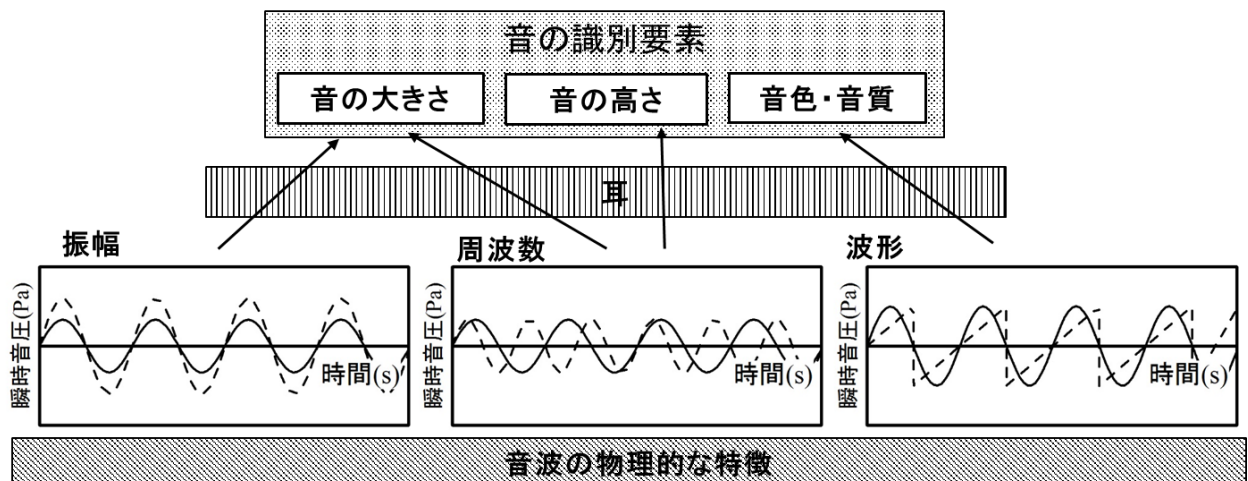 音の識別要素
音の大きさ
音の高さ
音色・音質
耳
振幅
周波数
波形
瞬時音圧(Pa)
時間(s)
瞬時音圧(Pa)
時間(s)
瞬時音圧(Pa)
時間(s)
音波の物理的な特徴